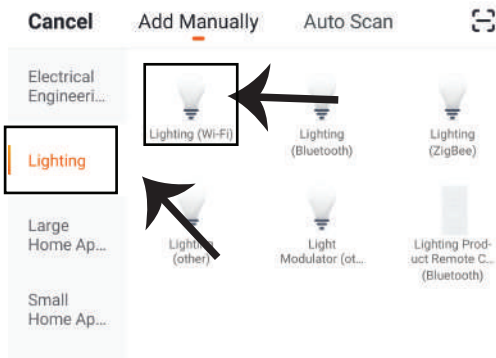 Cancel
Add Manually
Auto Scan
Electrical
Engineeri...
Lighting
Large
Home Ap...
Small
Home Ap...
Lighting (Wi-Fi)
Lighting
(Bluetooth)
Lighting
(ZigBee)
Lighting
(other)
Light
Modulator (ot...
Lighting Prod-
uct Remote C...
(Bluetooth)